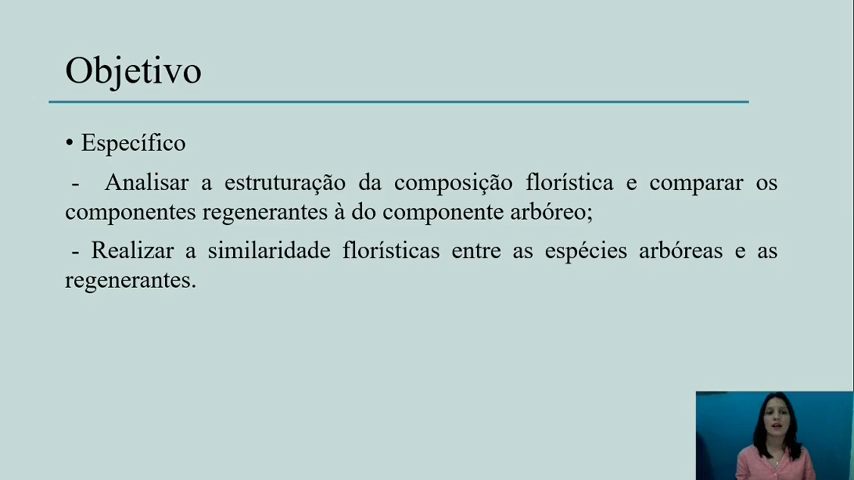 Objetivo
• Específico
- Analisar a estruturação da composição florística e comparar os
componentes regenerantes à do componente arbóreo;
- Realizar a similaridade florísticas entre as espécies arbóreas e as
regenerantes.